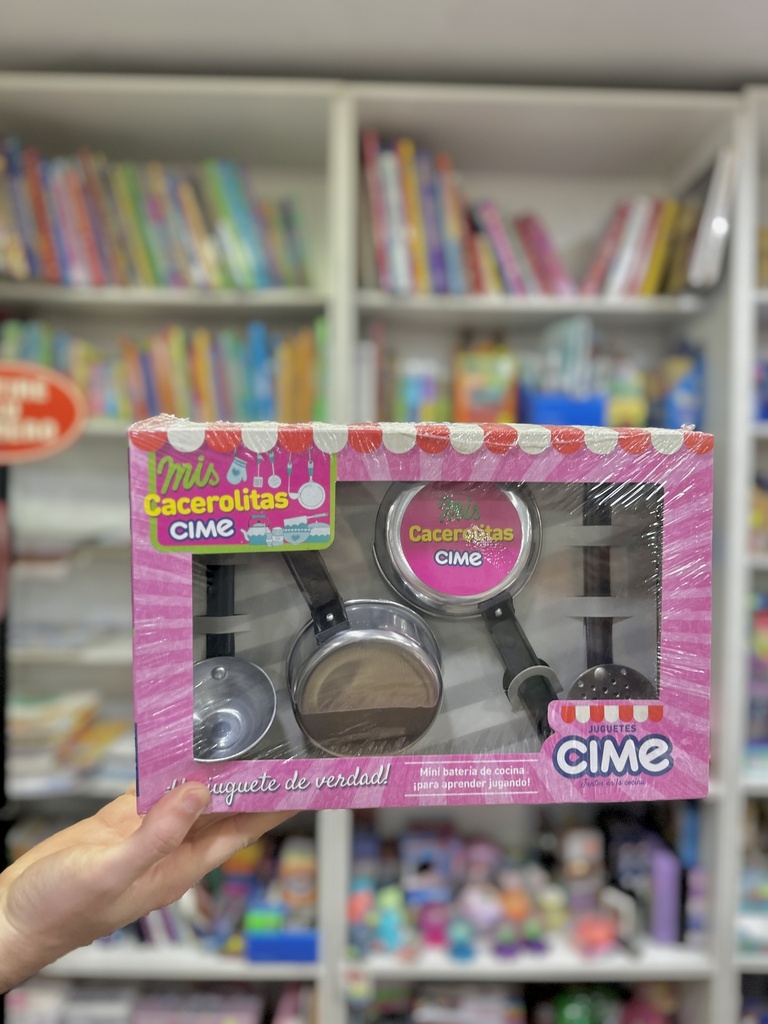 mis
Cacerolitas
CIME
Mis
Cacerolitas
CIME
JUGUETES
CIME
juguete de verdad!
Mini batería de cocina
¡para aprender jugando!